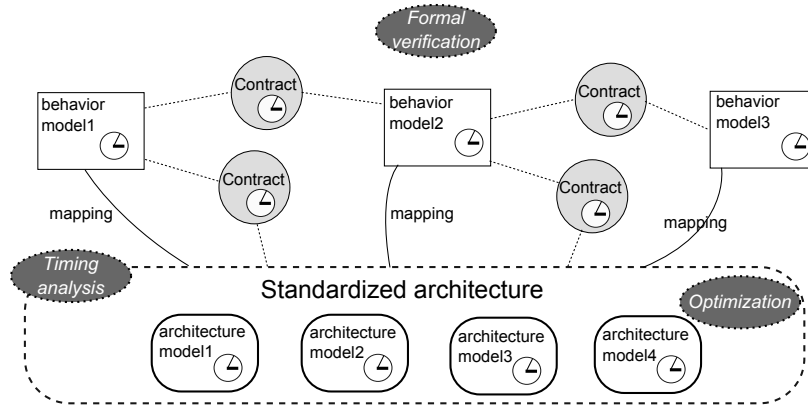 Formal
verification
Contract
Contract
behavior
model1
behavior
model2
behavior
model3
Contract
Contract
mapping
mapping
mapping
Timing
analysis
Standardized architecture
Optimization
architecture
model1
architecture
model2
architecture
model3
architecture
model4